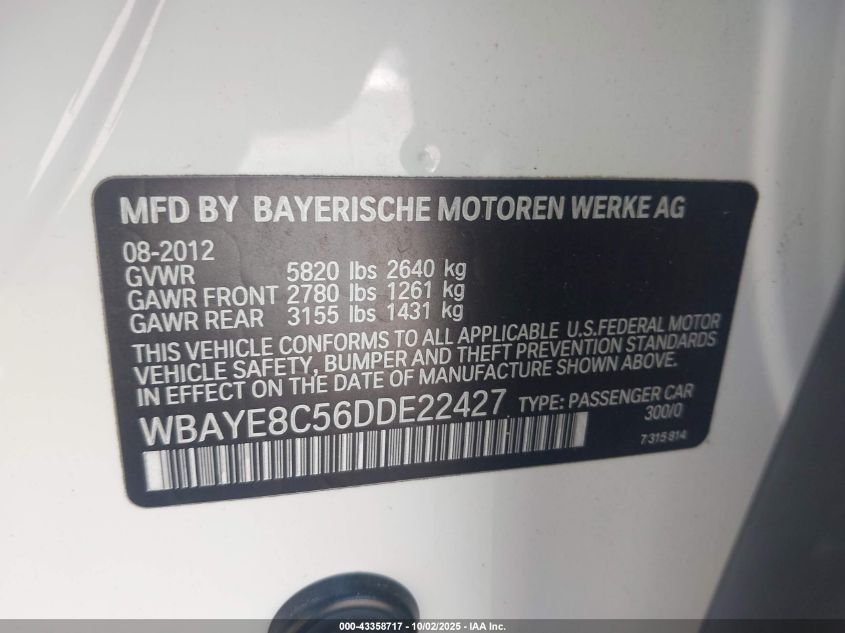 MFD BY BAYERISCHE MOTOREN WERKE AG
08-2012
GVWR 5820 lbs 2640 kg
GAWR FRONT 2780 lbs 1261 kg
GAWR REAR 3155 lbs 1431 kg
THIS VEHICLE CONFORMS TO ALL APPLICABLE U.S.FEDERAL MOTOR
VEHICLE SAFETY, BUMPER AND THEFT PREVENTION STANDARDS
IN EFFECT ON THE DATE OF MANUFACTURE SHOWN ABOVE.
WBAYE8C56DDE22427 TYPE: PASSENGER CAR
300/0
7315814
000-43358717 - 10/02/2025 - IAA Inc.